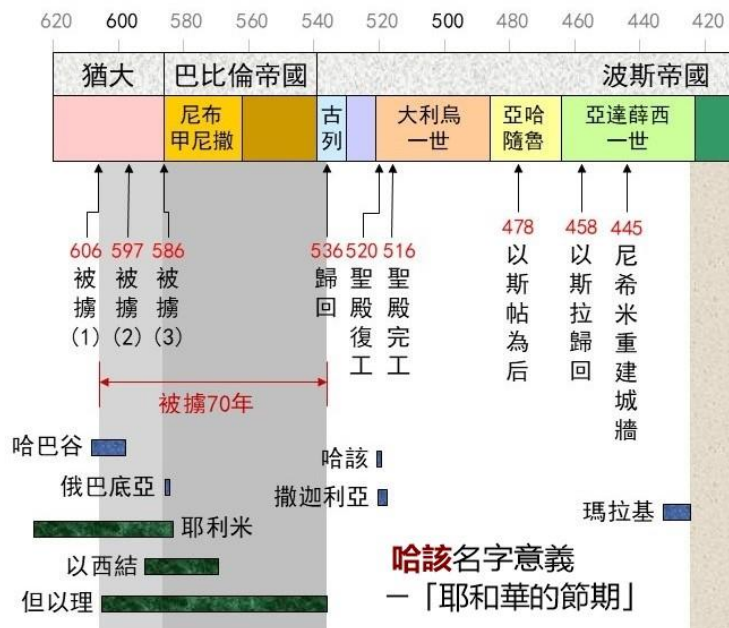 620 600 580 560 540 520 500 480 460 440 420
猶大 巴比倫帝國 波斯帝國
尼布
甲尼撒
古
列
大利烏
一世
亞哈
隨魯
亞達薛西
一世
606
被擄
(1)
597
被擄
(2)
586
被擄
(3)
536
歸回
520
聖殿復工
516
聖殿完工
478
以斯帖為后
458
以斯拉歸回
445
尼希米重建城牆
被擄70年
哈巴谷
哈該
俄巴底亞
撒迦利亞
瑪拉基
耶利米
以西結
但以理
哈該名字意義
－「耶和華的節期」